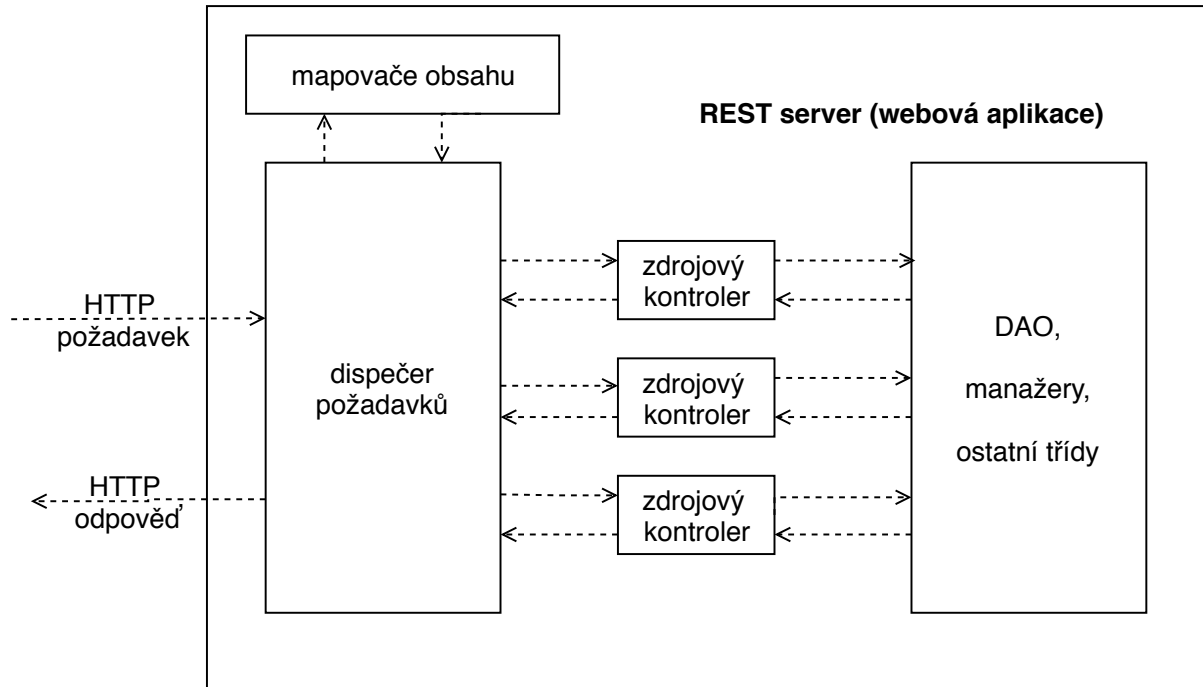 mapovače obsahu
REST server (webová aplikace)
HTTP
požadavek
dispečer
požadavků
HTTP
odpověď
zdrojový
kontroler
zdrojový
kontroler
zdrojový
kontroler
DAO,
manažery,
ostatní třídy